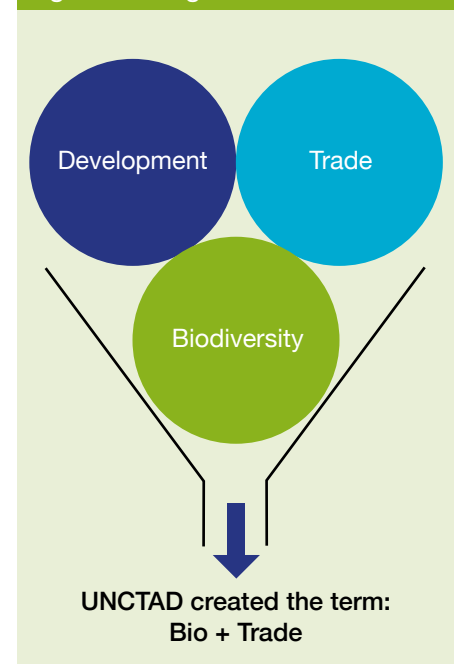 Development
Trade
Biodiversity
UNCTAD created the term:
Bio + Trade